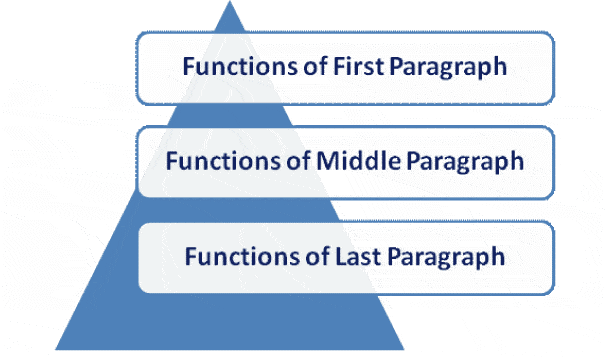 Functions of First Paragraph
Functions of Middle Paragraph
Functions of Last Paragraph